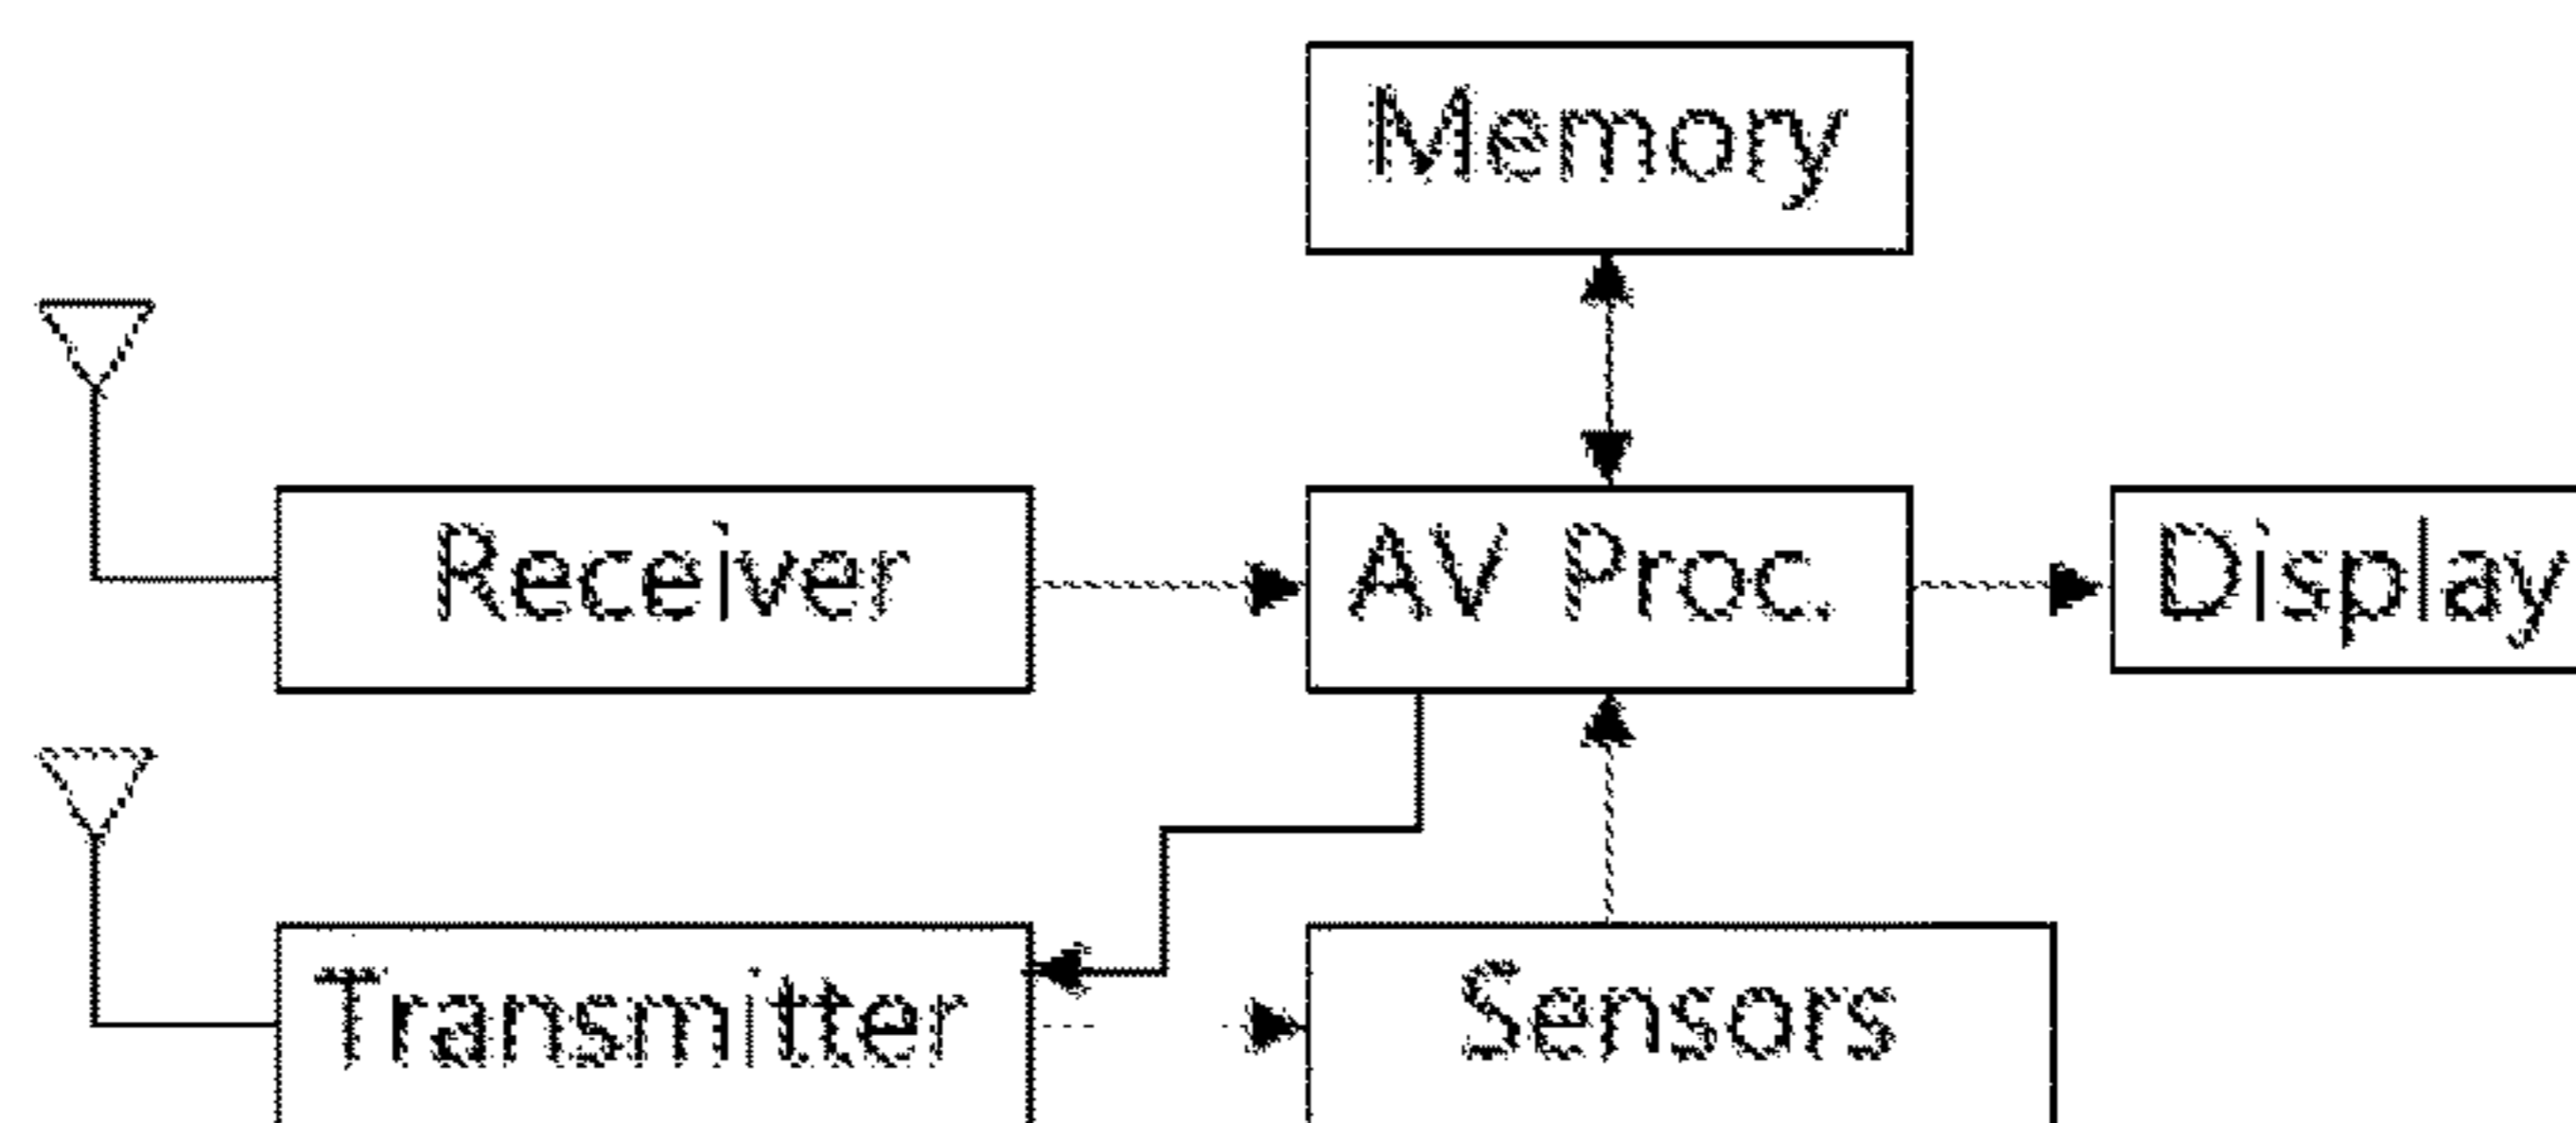 Memory
Receiver
AV Proc.
Display
Transmitter
Sensors